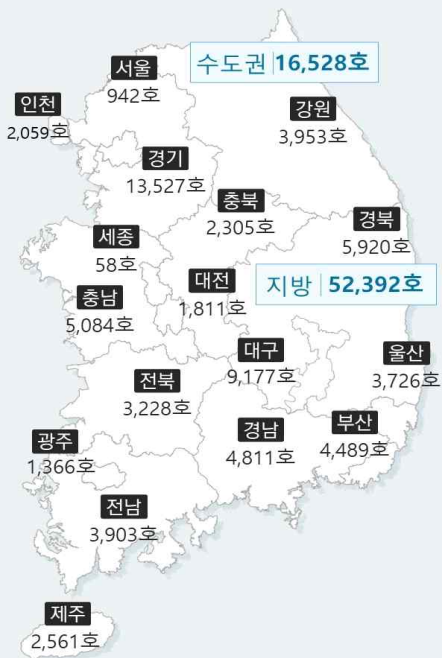 수도권 16,528호
서울
942호
인천
2,059호
강원
3,953호
경기
13,527호
충북
2,305호
경북
5,920호
세종
58호
지방 52,392호
대전
1,811호
충남
5,084호
대구
9,177호
울산
3,726호
전북
3,228호
경남
4,811호
부산
4,489호
광주
1,366호
전남
3,903호
제주
2,561호